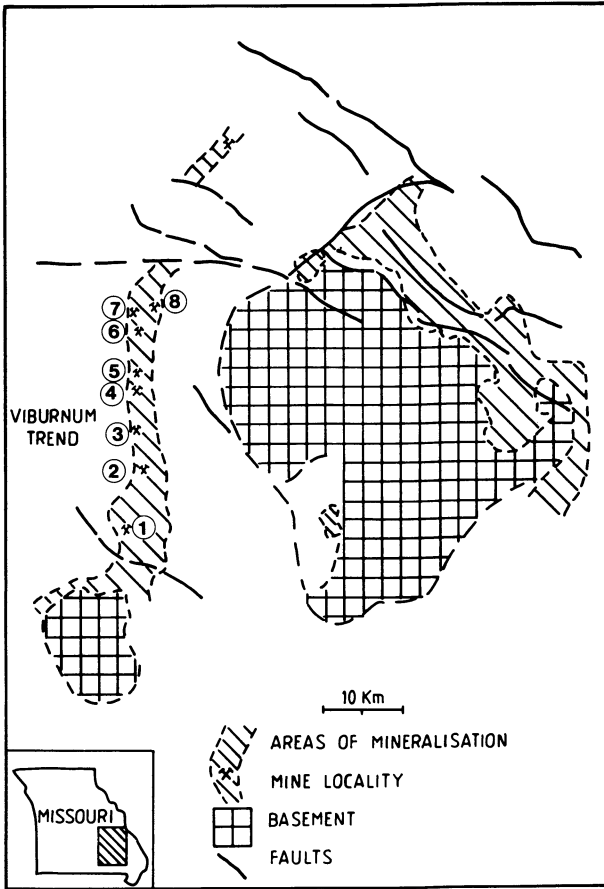 7
8
6
5
4
VIBURNUM
TREND
3
2
1
10 Km
AREAS OF MINERALISATION
MINE LOCALITY
BASEMENT
FAULTS
MISSOURI